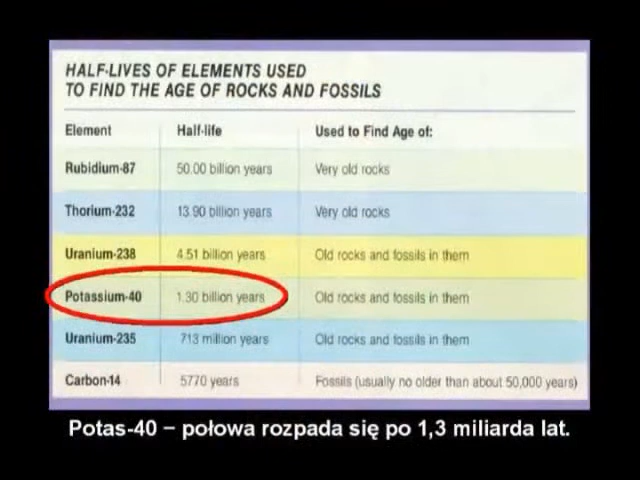 HALF-LIVES OF ELEMENTS USED
TO FIND THE AGE OF ROCKS AND FOSSILS
Element Half-life Used to Find Age of:
Rubidium-87 50.00 billion years Very old rocks
Thorium-232 13.90 billion years Very old rocks
Uranium-238 4.51 billion years Old rocks and fossils in them
Potassium-40 1.30 billion years Old rocks and fossils in them
Uranium-235 713 million years Old rocks and fossils in them
Carbon-14 5770 years Fossils (usually no older than about 50,000 years)
Potas-40 − połowa rozpada się po 1,3 miliarda lat.